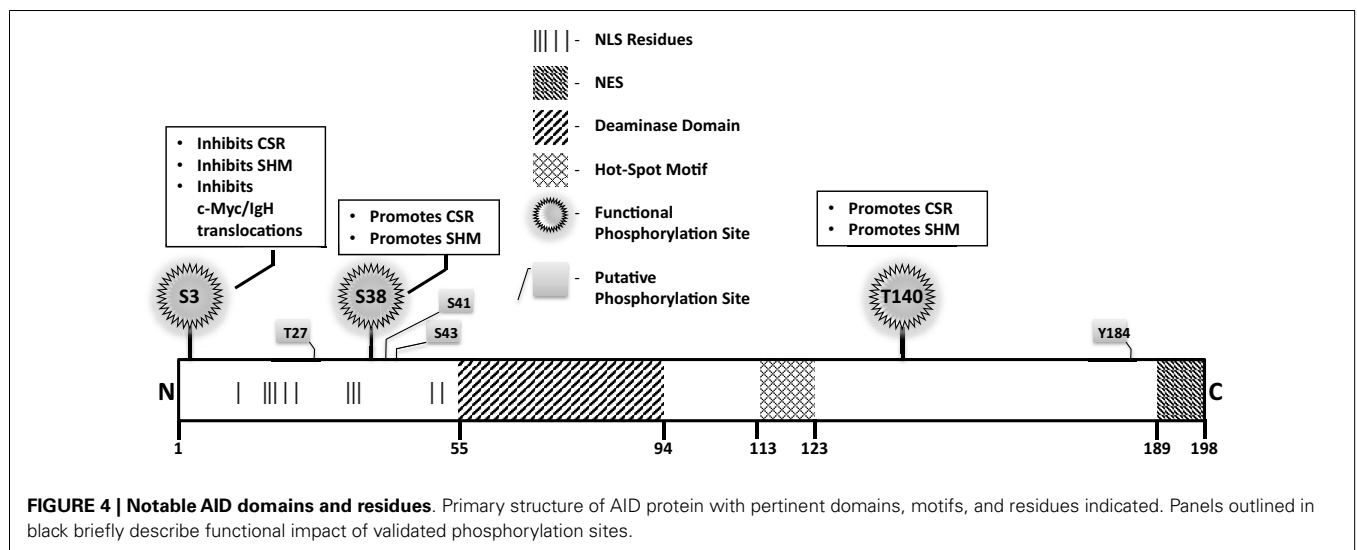 - NLS Residues
- NES
- Deaminase Domain
- Hot-Spot Motif
- Functional
Phosphorylation Site
- Putative
Phosphorylation Site
• Inhibits CSR
• Inhibits SHM
• Inhibits
c-Myc/IgH
translocations
• Promotes CSR
• Promotes SHM
• Promotes CSR
• Promotes SHM
S3
T27
S38
S41
S43
T140
Y184
N
C
1
55
94
113
123
189
198
FIGURE 4 | Notable AID domains and residues. Primary structure of AID protein with pertinent domains, motifs, and residues indicated. Panels outlined in
black briefly describe functional impact of validated phosphorylation sites.